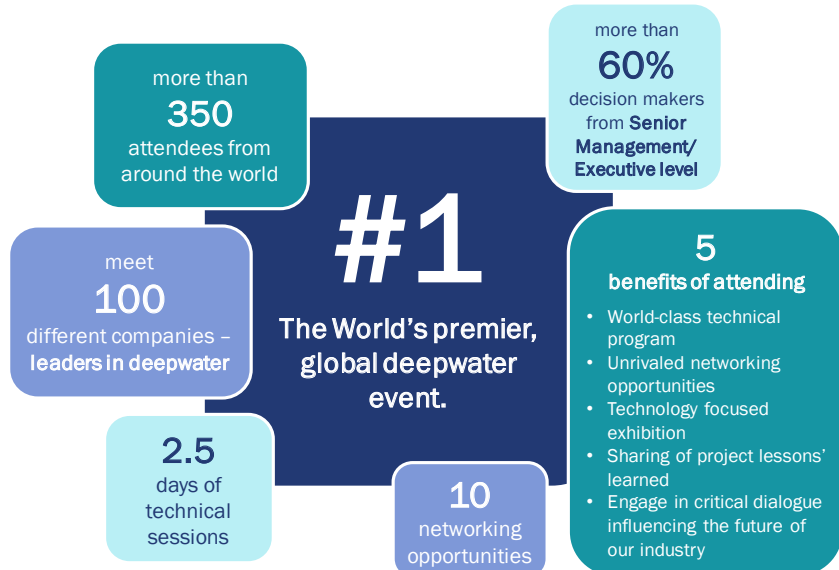 more than
350
attendees from
around the world
more than
60%
decision makers
from Senior
Management/
Executive level
#1
The World's premier,
global deepwater
event.
meet
100
different companies –
leaders in deepwater
5
benefits of attending
• World-class technical
program
• Unrivaled networking
opportunities
• Technology focused
exhibition
• Sharing of project lessons'
learned
• Engage in critical dialogue
influencing the future of
our industry
2.5
days of
technical
sessions
10
networking
opportunities